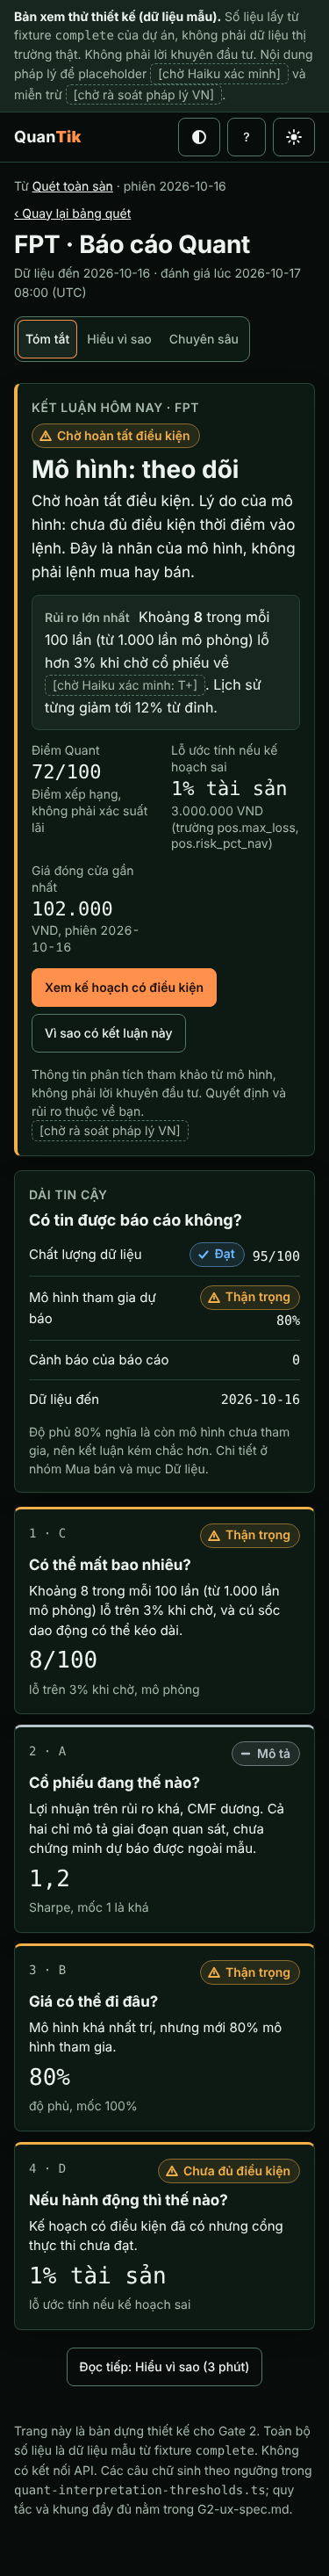 Bản xem thử thiết kế (dữ liệu mẫu). Số liệu lấy từ
fixture complete của dự án, không phải dữ liệu thị
trường thật. Không phải lời khuyên đầu tư. Nội dung
pháp lý để placeholder [chờ Haiku xác minh] và
miễn trừ [chờ rà soát pháp lý VN].
QuanTik
?
Từ Quét toàn sàn · phiên 2026-10-16
‹ Quay lại bảng quét
FPT · Báo cáo Quant
Dữ liệu đến 2026-10-16 · đánh giá lúc 2026-10-17
08:00 (UTC)
Tóm tắt Hiểu vì sao Chuyên sâu
KẾT LUẬN HÔM NAY · FPT
Chờ hoàn tất điều kiện
Mô hình: theo dõi
Chờ hoàn tất điều kiện. Lý do của mô
hình: chưa đủ điều kiện thời điểm vào
lệnh. Đây là nhãn của mô hình, không
phải lệnh mua hay bán.
Rủi ro lớn nhất Khoảng 8 trong mỗi
100 lần (từ 1.000 lần mô phỏng) lỗ
hơn 3% khi chờ cổ phiếu về
[chờ Haiku xác minh: T+]. Lịch sử
từng giảm tới 12% từ đỉnh.
Điểm Quant
72/100
Điểm xếp hạng,
không phải xác suất
lãi
Lỗ ước tính nếu kế
hoạch sai
1% tài sản
3.000.000 VND
(trường pos.max_loss,
pos.risk_pct_nav)
Giá đóng cửa gần
nhất
102.000
VND, phiên 2026-
10-16
Xem kế hoạch có điều kiện
Vì sao có kết luận này
Thông tin phân tích tham khảo từ mô hình,
không phải lời khuyên đầu tư. Quyết định và
rủi ro thuộc về bạn.
[chờ rà soát pháp lý VN]
DẢI TIN CẬY
Có tin được báo cáo không?
Chất lượng dữ liệu Đạt 95/100
Mô hình tham gia dự
báo
Thận trọng
80%
Cảnh báo của báo cáo 0
Dữ liệu đến 2026-10-16
Độ phủ 80% nghĩa là còn mô hình chưa tham
gia, nên kết luận kém chắc hơn. Chi tiết ở
nhóm Mua bán và mục Dữ liệu.
1 · C Thận trọng
Có thể mất bao nhiêu?
Khoảng 8 trong mỗi 100 lần (từ 1.000 lần
mô phỏng) lỗ trên 3% khi chờ, và cú sốc
dao động có thể kéo dài.
8/100
lỗ trên 3% khi chờ, mô phỏng
2 · A Mô tả
Cổ phiếu đang thế nào?
Lợi nhuận trên rủi ro khá, CMF dương. Cả
hai chỉ mô tả giai đoạn quan sát, chưa
chứng minh dự báo được ngoài mẫu.
1,2
Sharpe, mốc 1 là khá
3 · B Thận trọng
Giá có thể đi đâu?
Mô hình khá nhất trí, nhưng mới 80% mô
hình tham gia.
80%
độ phủ, mốc 100%
4 · D Chưa đủ điều kiện
Nếu hành động thì thế nào?
Kế hoạch có điều kiện đã có nhưng cổng
thực thi chưa đạt.
1% tài sản
lỗ ước tính nếu kế hoạch sai
Đọc tiếp: Hiểu vì sao (3 phút)
Trang này là bản dựng thiết kế cho Gate 2. Toàn bộ
số liệu là dữ liệu mẫu từ fixture complete. Không
có kết nối API. Các câu chữ sinh theo ngưỡng trong
quant-interpretation-thresholds.ts; quy
tắc và khung đầy đủ nằm trong G2-ux-spec.md.